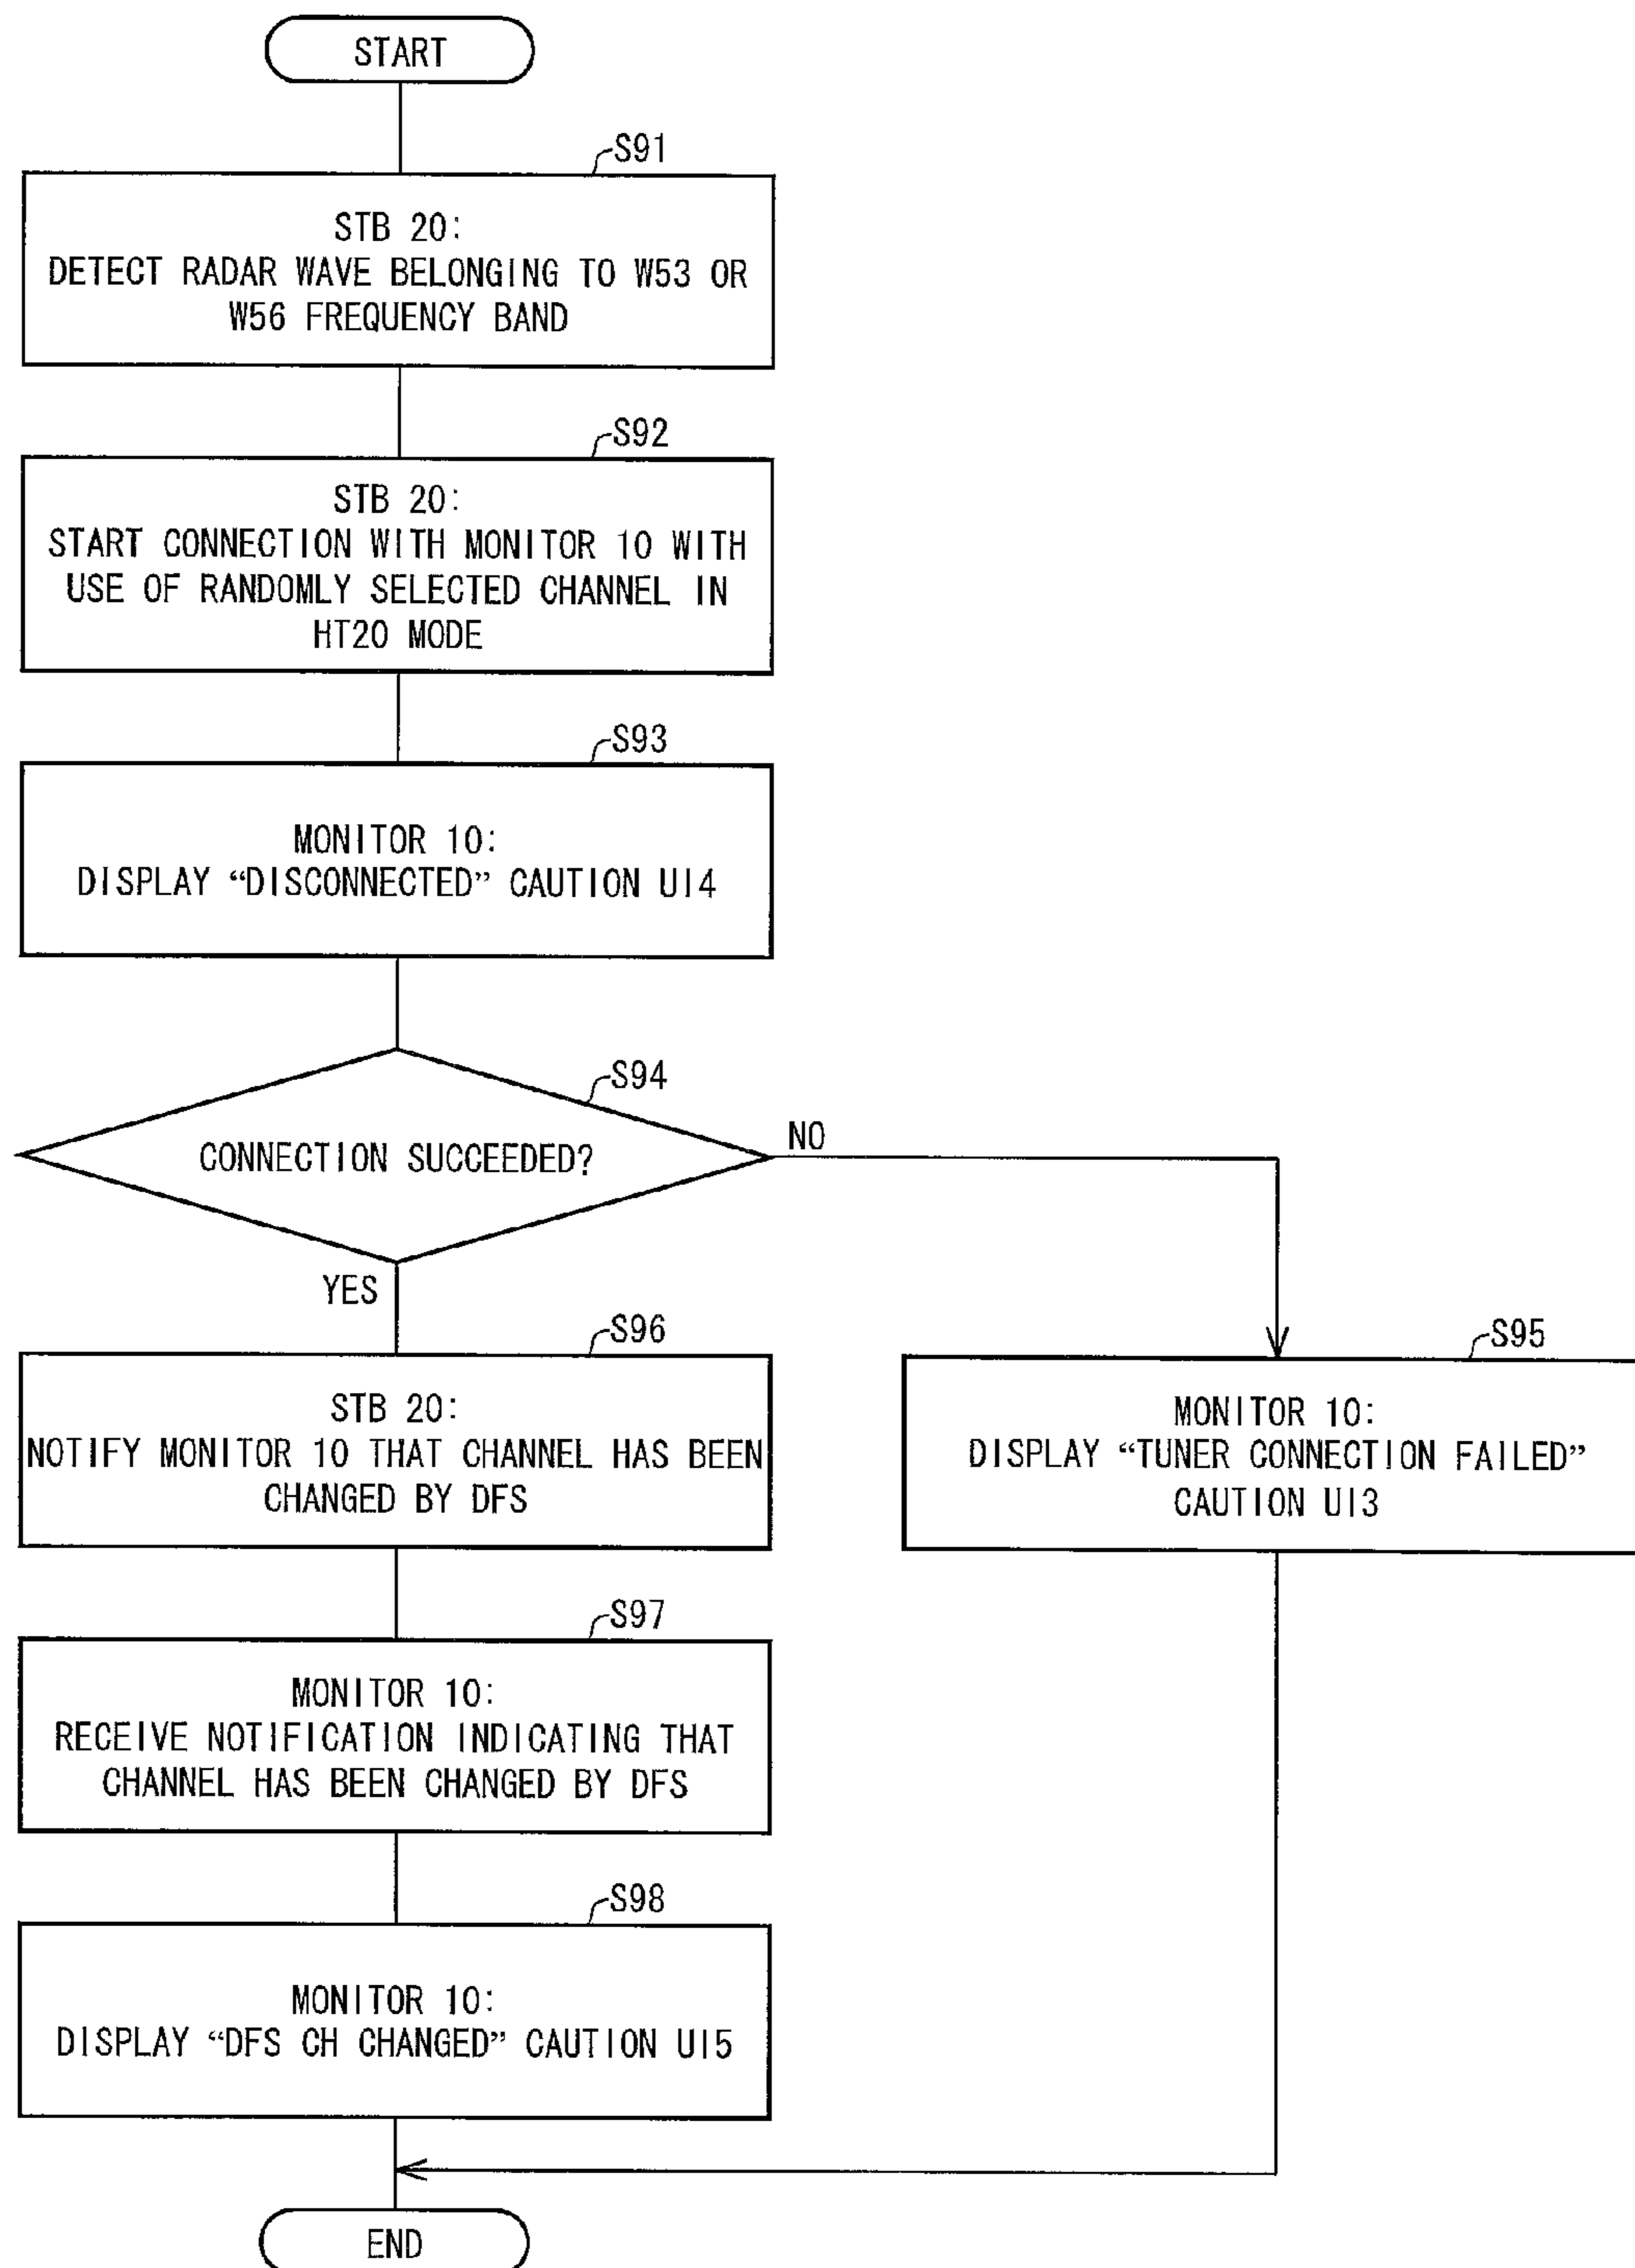 START
S91
STB 20:
DETECT RADAR WAVE BELONGING TO W53 OR
W56 FREQUENCY BAND
S92
STB 20:
START CONNECTION WITH MONITOR 10 WITH
USE OF RANDOMLY SELECTED CHANNEL IN
HT20 MODE
S93
MONITOR 10:
DISPLAY “DISCONNECTED” CAUTION UI4
S94
CONNECTION SUCCEEDED?
NO
YES
S95
MONITOR 10:
DISPLAY “TUNER CONNECTION FAILED”
CAUTION UI3
S96
STB 20:
NOTIFY MONITOR 10 THAT CHANNEL HAS BEEN
CHANGED BY DFS
S97
MONITOR 10:
RECEIVE NOTIFICATION INDICATING THAT
CHANNEL HAS BEEN CHANGED BY DFS
S98
MONITOR 10:
DISPLAY “DFS CH CHANGED” CAUTION UI5
END